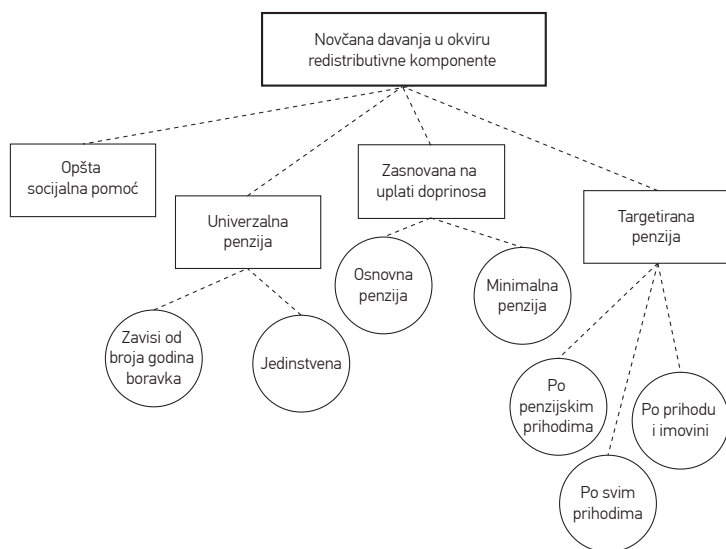 Novčana davanja u okviru
redistributivne komponente
Opšta
socijalna pomoć
Univerzalna
penzija
Zasnovana na
uplati doprinosa
Targetirana
penzija
Zavisi od
broja godina
boravka
Jedinstvena
Osnovna
penzija
Minimalna
penzija
Po
penzijskim
prihodima
Po svim
prihodima
Po prihodu
i imovini